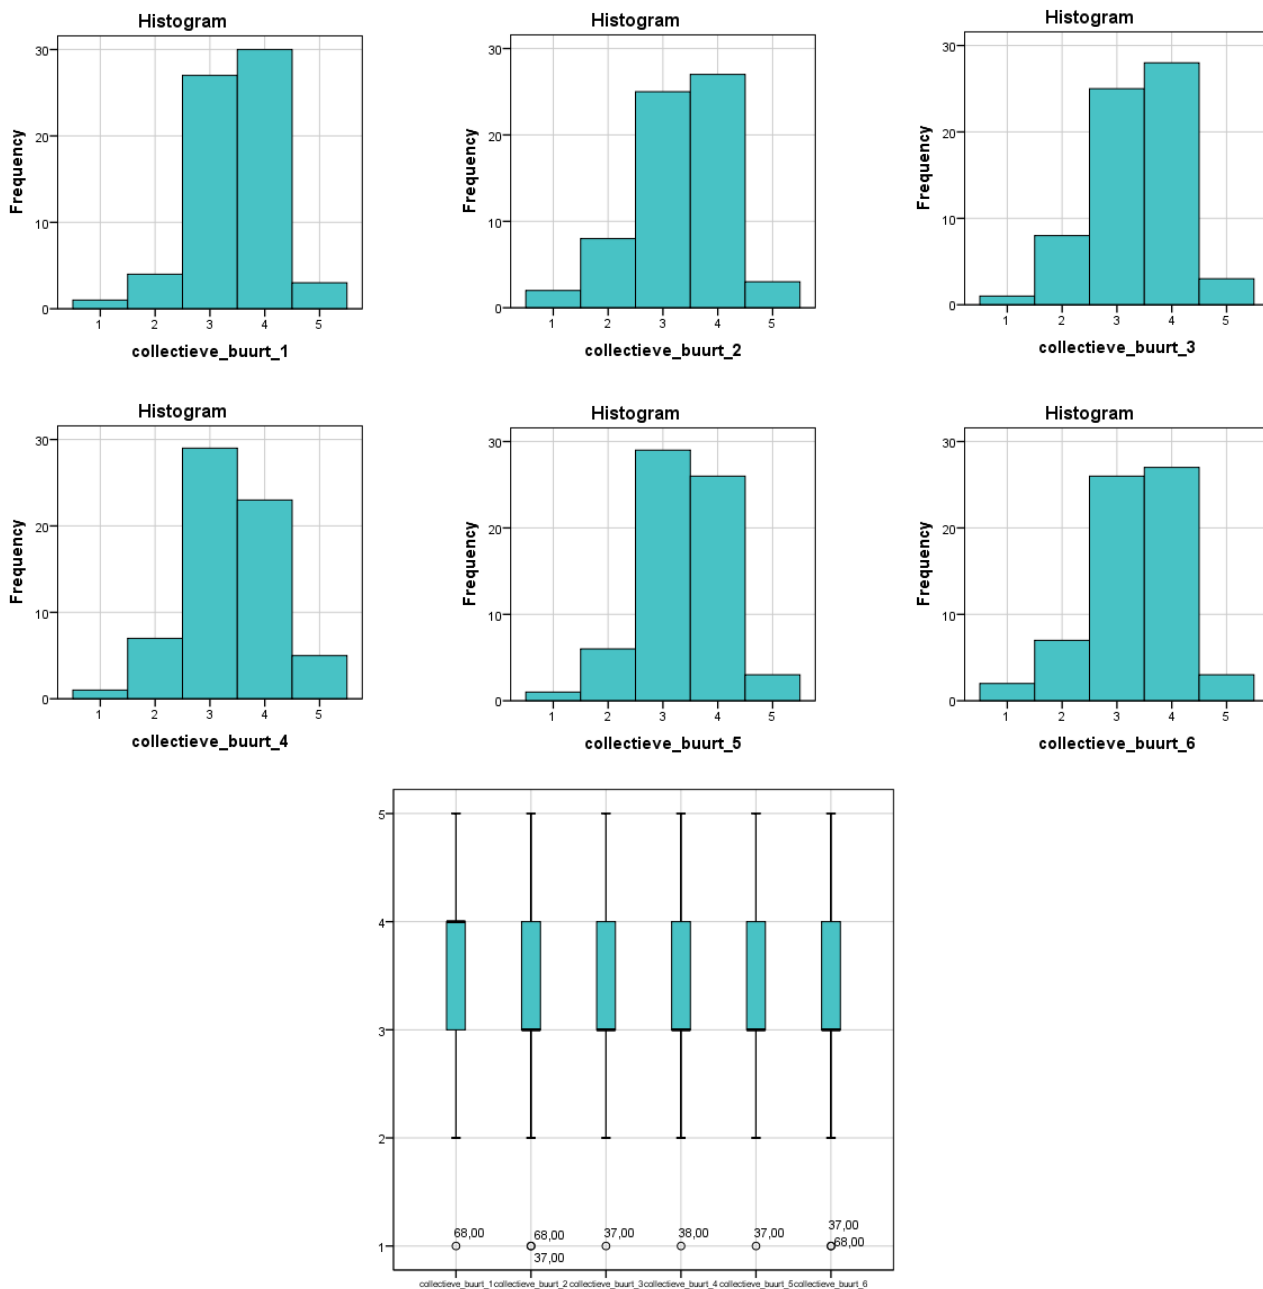 Histogram
Frequency
30
20
10
0
1 2 3 4 5
collectieve_buurt_1
Histogram
Frequency
30
20
10
0
1 2 3 4 5
collectieve_buurt_2
Histogram
Frequency
30
20
10
0
1 2 3 4 5
collectieve_buurt_3
Histogram
Frequency
30
20
10
0
1 2 3 4 5
collectieve_buurt_4
Histogram
Frequency
30
20
10
0
1 2 3 4 5
collectieve_buurt_5
Histogram
Frequency
30
20
10
0
1 2 3 4 5
collectieve_buurt_6
5
4
3
2
1
68,00
68,00
37,00
37,00
38,00
37,00
37,00
68,00
collectieve_buurt_1 collectieve_buurt_2 collectieve_buurt_3 collectieve_buurt_4 collectieve_buurt_5 collectieve_buurt_6